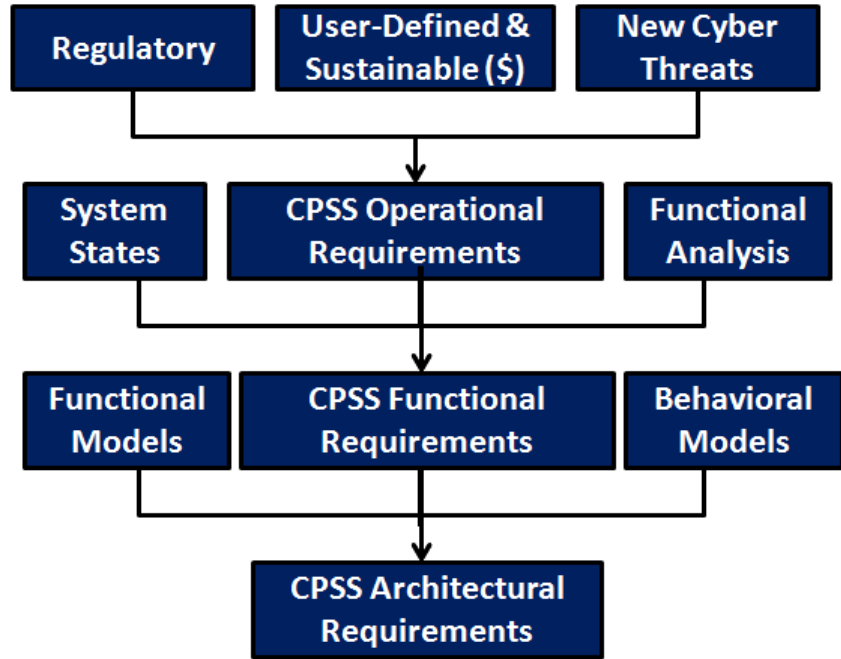 Regulatory
User-Defined &
Sustainable ($)
New Cyber
Threats
System
States
CPSS Operational
Requirements
Functional
Analysis
Functional
Models
CPSS Functional
Requirements
Behavioral
Models
CPSS Architectural
Requirements